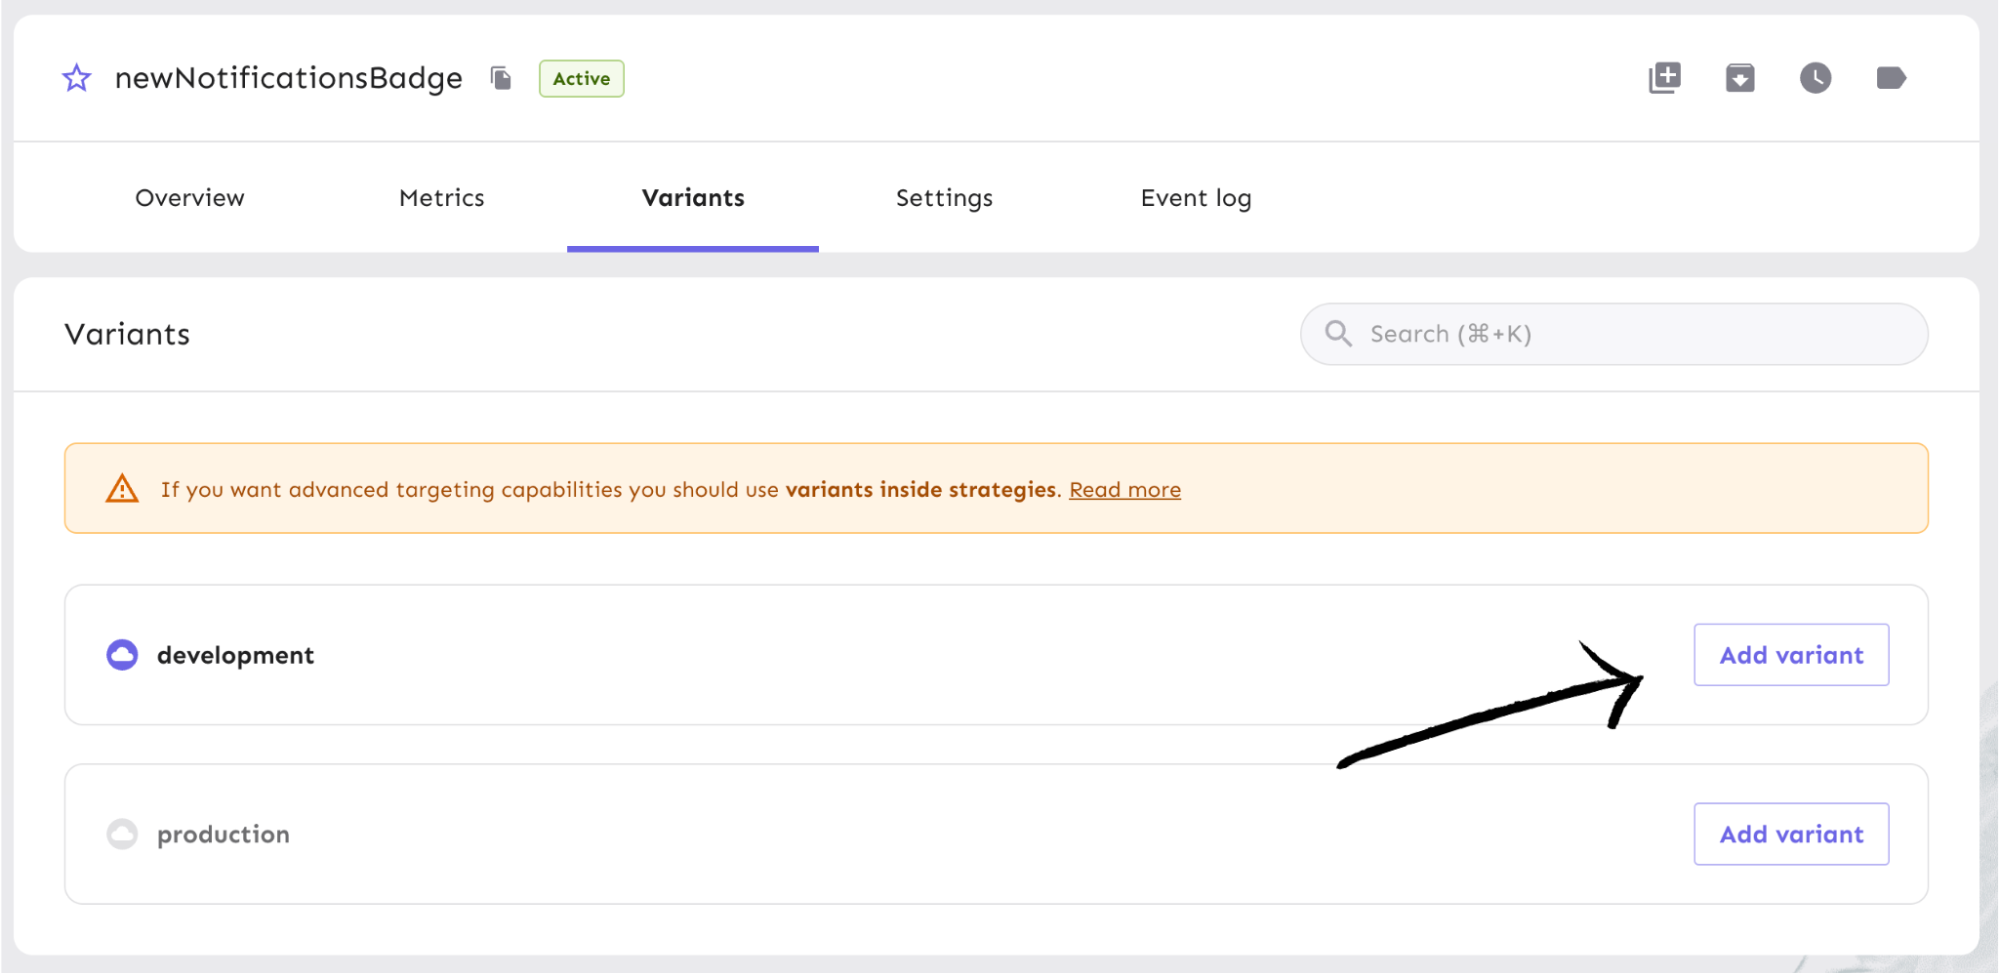 newNotificationsBadge Active
Overview Metrics Variants Settings Event log
Variants Search (⌘+K)
If you want advanced targeting capabilities you should use variants inside strategies. Read more
development Add variant
production Add variant